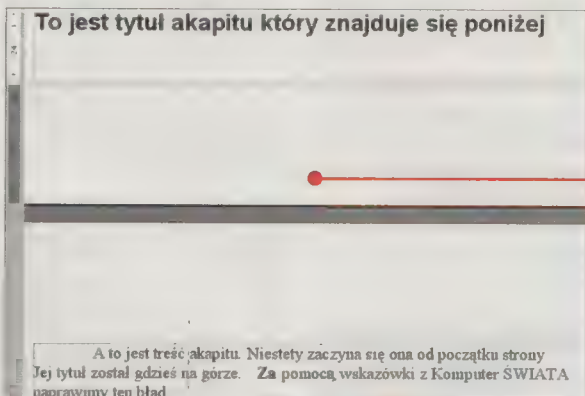 To jest tytuł akapitu który znajduje się poniżej
24
A to jest treść akapitu. Niestety zaczyna się ona od początku strony
Jej tytuł został gdzieś na górze. Za pomocą wskazówki z Komputer ŚWIATA
naprawimy ten błąd